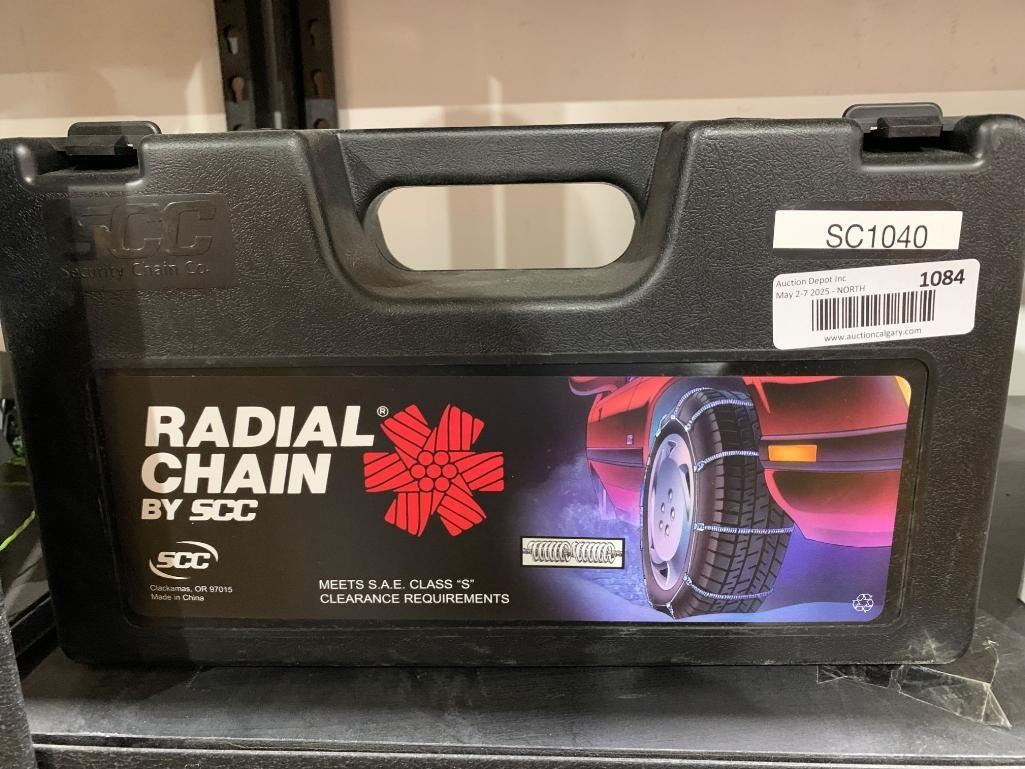 SCC
Security Chain Co.
SC1040
Auction Depot Inc
1084
May 2-7 2025 - NORTH
www.auctioncalgary.com
RADIAL®
CHAIN
BY SCC
SCC
Clackamas, OR 97015
Made in China
MEETS S.A.E. CLASS "S"
CLEARANCE REQUIREMENTS